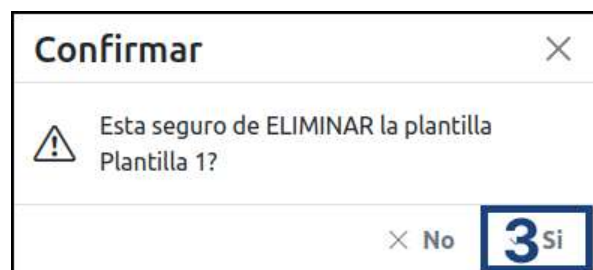 Confirmar
Esta seguro de ELIMINAR la plantilla
Plantilla 1?
No
3 Si